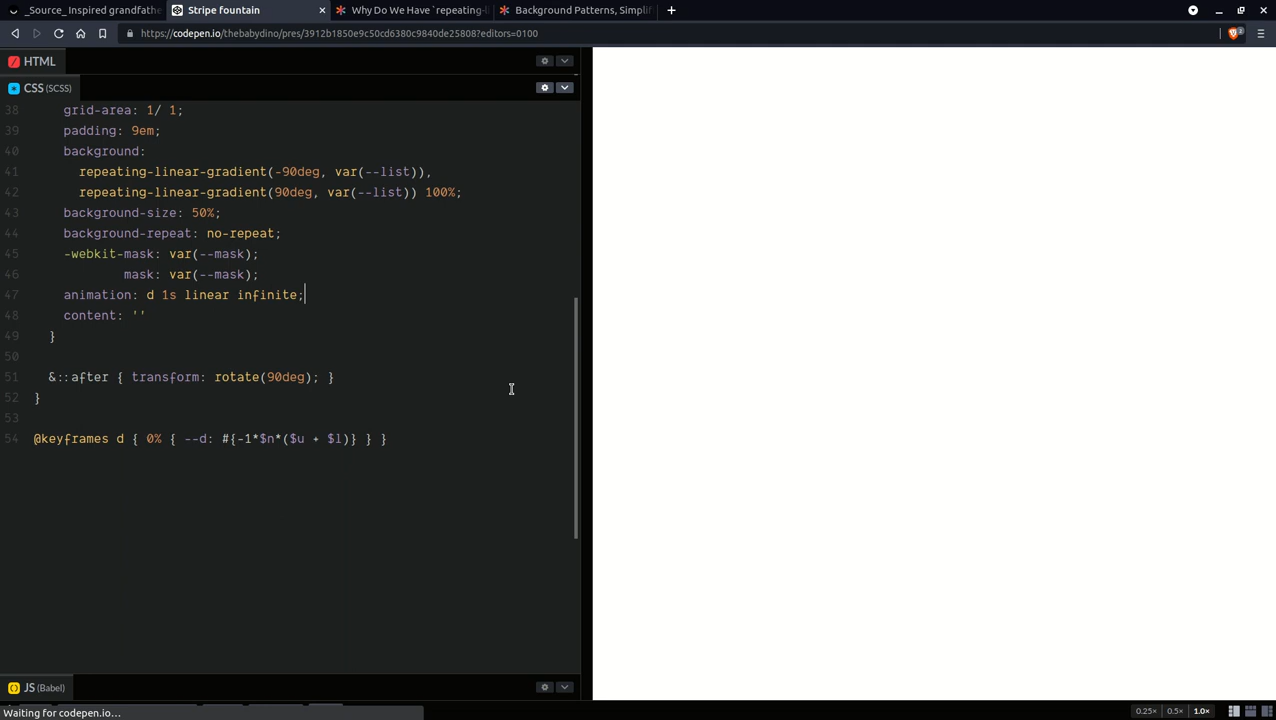 _Source_Inspired grandfathe
Stripe fountain
Why Do We Have `repeating-l
Background Patterns, Simplif
https://codepen.io/thebabydino/pres/3912b1850e9c50cd6380c9840de25808?editors=0100
2
HTML
CSS (SCSS)
38 grid-area: 1/ 1;
39 padding: 9em;
40 background:
41 repeating-linear-gradient(-90deg, var(--list)),
42 repeating-linear-gradient(90deg, var(--list)) 100%;
43 background-size: 50%;
44 background-repeat: no-repeat;
45 -webkit-mask: var(--mask);
46 mask: var(--mask);
47 animation: d 1s linear infinite;
48 content: ''
49 }
50
51 &::after { transform: rotate(90deg); }
52 }
53
54 @keyframes d { 0% { --d: #{-1*$n*($u + $l)} } }
JS (Babel)
Waiting for codepen.io…
0.25× 0.5× 1.0×